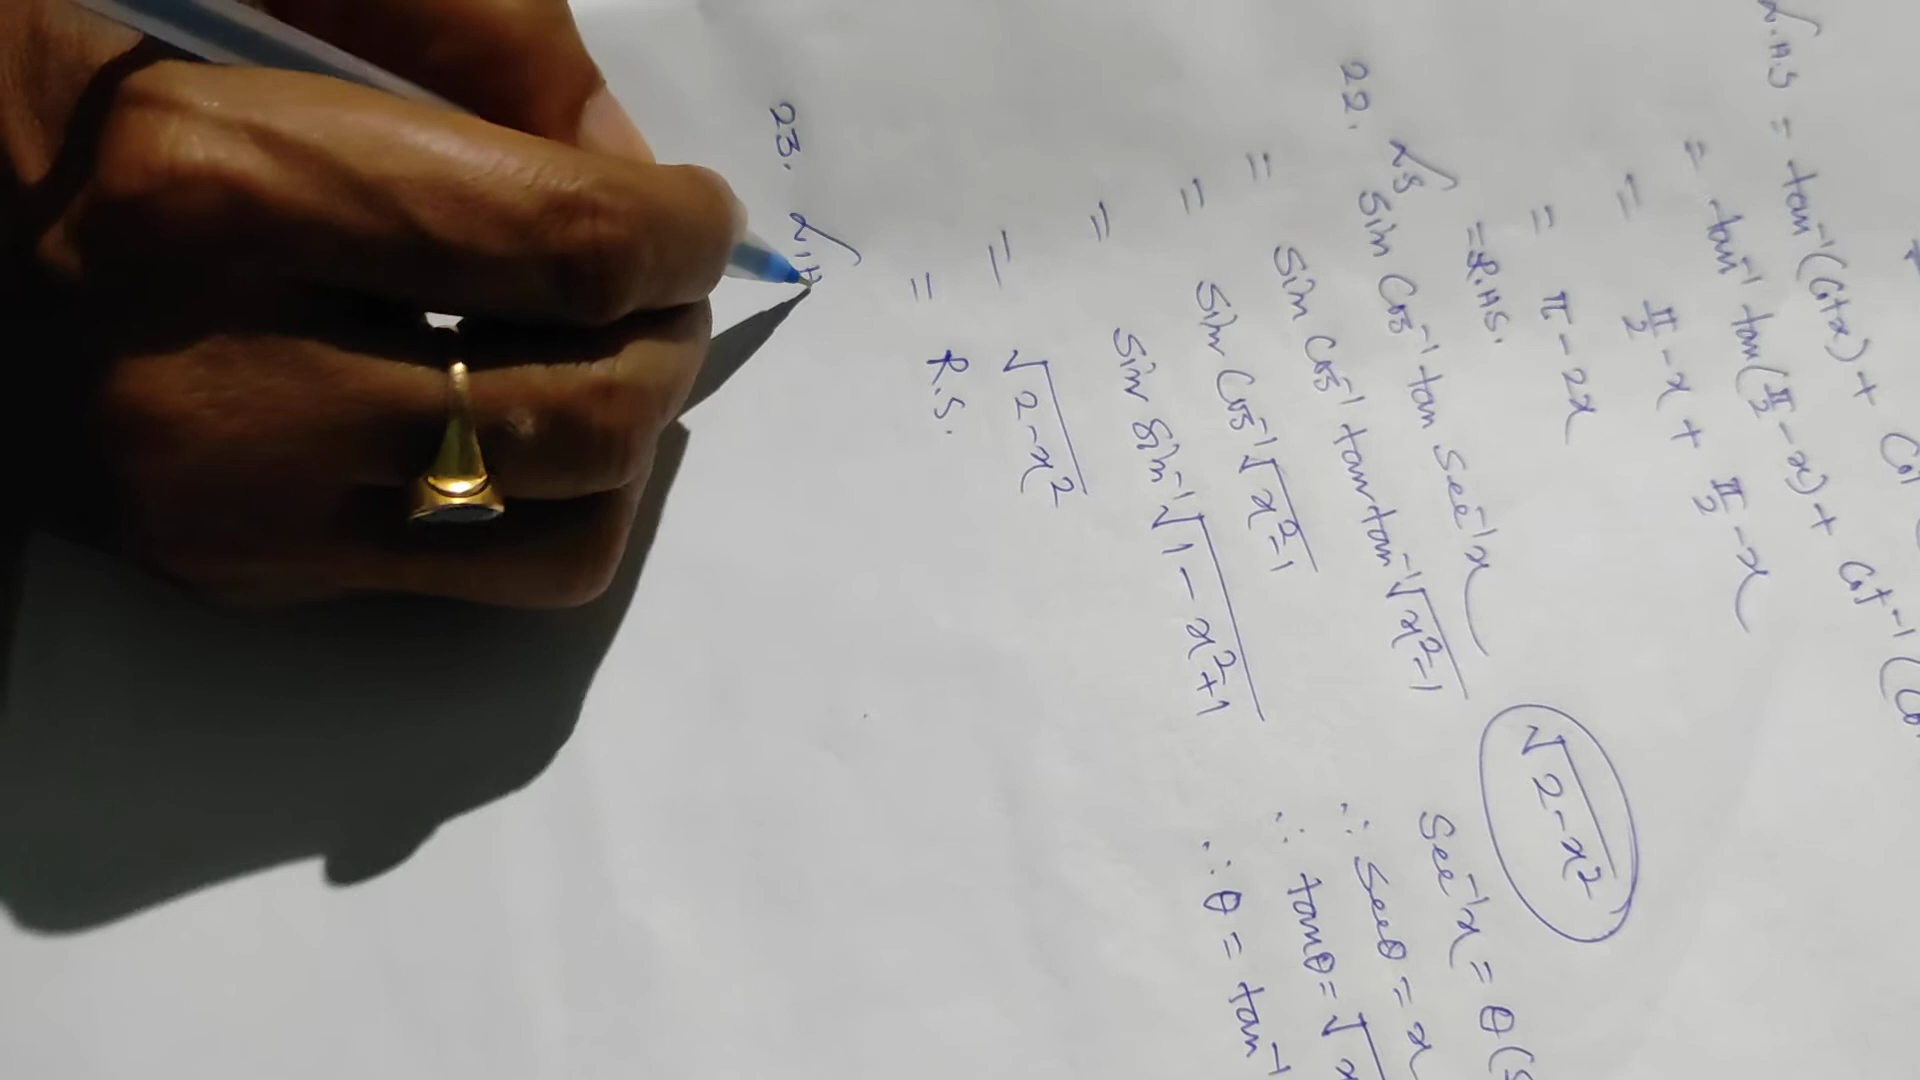 L.H.S = tan⁻¹(Cotx) + Cot⁻¹(Co
= tan⁻¹ tan(π/2 - x) + Cot
= π/2 - x + π/2 - x
= π - 2x
= R.H.S.
22. LS Sin Cos⁻¹ tan Sec⁻¹x
= Sin Cos⁻¹ tan tan⁻¹√x²-1
= Sin Cos⁻¹√x²-1
= Sin Sin⁻¹√1-x²+1
= √2-x²
= R.S.
√2-x²
Sec⁻¹x = θ(
∴ Secθ = x
∴ tanθ = √x
∴ θ = tan⁻¹
23. L.H